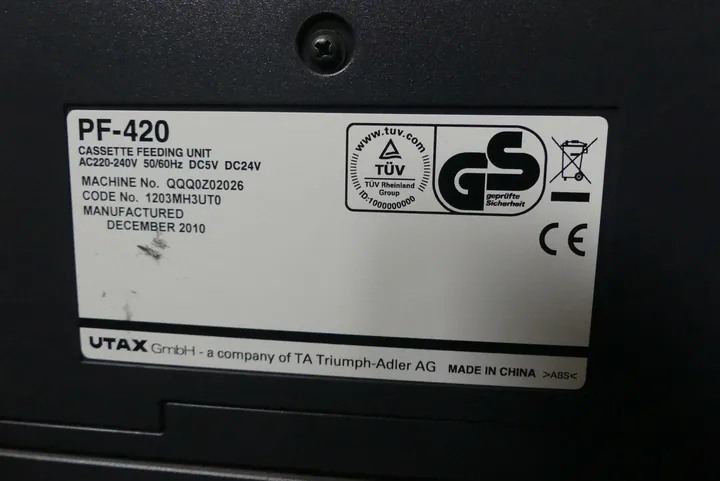 PF-420
CASSETTE FEEDING UNIT
AC220-240V 50/60Hz DC5V DC24V
MACHINE No. QQQ0Z02026
CODE No. 1203MH3UT0
MANUFACTURED
DECEMBER 2010
www.tuv.com
TÜV
TÜV Rheinland
Group
ID:1000000000
GS
geprüfte
Sicherheit
CE
UTAX GmbH - a company of TA Triumph-Adler AG
MADE IN CHINA >ABS<